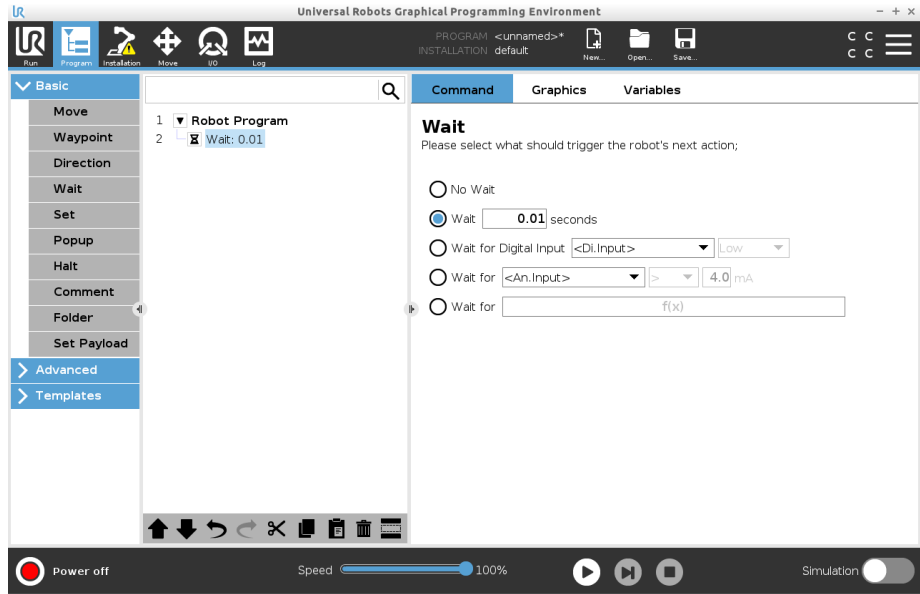 UR Universal Robots Graphical Programming Environment
UR
Run Program Installation Move I/O Log
PROGRAM <unnamed>*
INSTALLATION default
New... Open... Save...
C C
C C
Basic
Move
Waypoint
Direction
Wait
Set
Popup
Halt
Comment
Folder
Set Payload
Advanced
Templates
1 Robot Program
2 Wait: 0.01
Command Graphics Variables
Wait
Please select what should trigger the robot's next action;
No Wait
Wait 0.01 seconds
Wait for Digital Input <Di.Input> Low
Wait for <An.Input> > 4.0 mA
Wait for f(x)
Power off
Speed 100%
Simulation